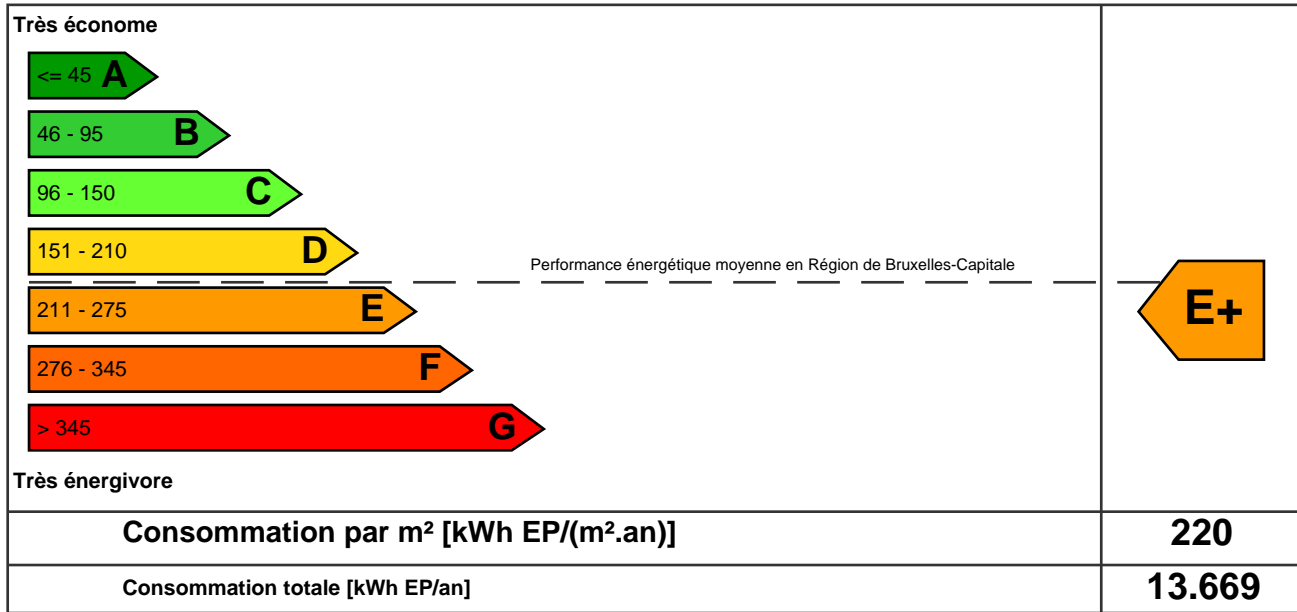 Très économe
<= 45 A
46 - 95 B
96 - 150 C
151 - 210 D
Performance énergétique moyenne en Région de Bruxelles-Capitale
E+
211 - 275 E
276 - 345 F
> 345 G
Très énergivore
Consommation par m² [kWh EP/(m².an)] 220
Consommation totale [kWh EP/an] 13.669